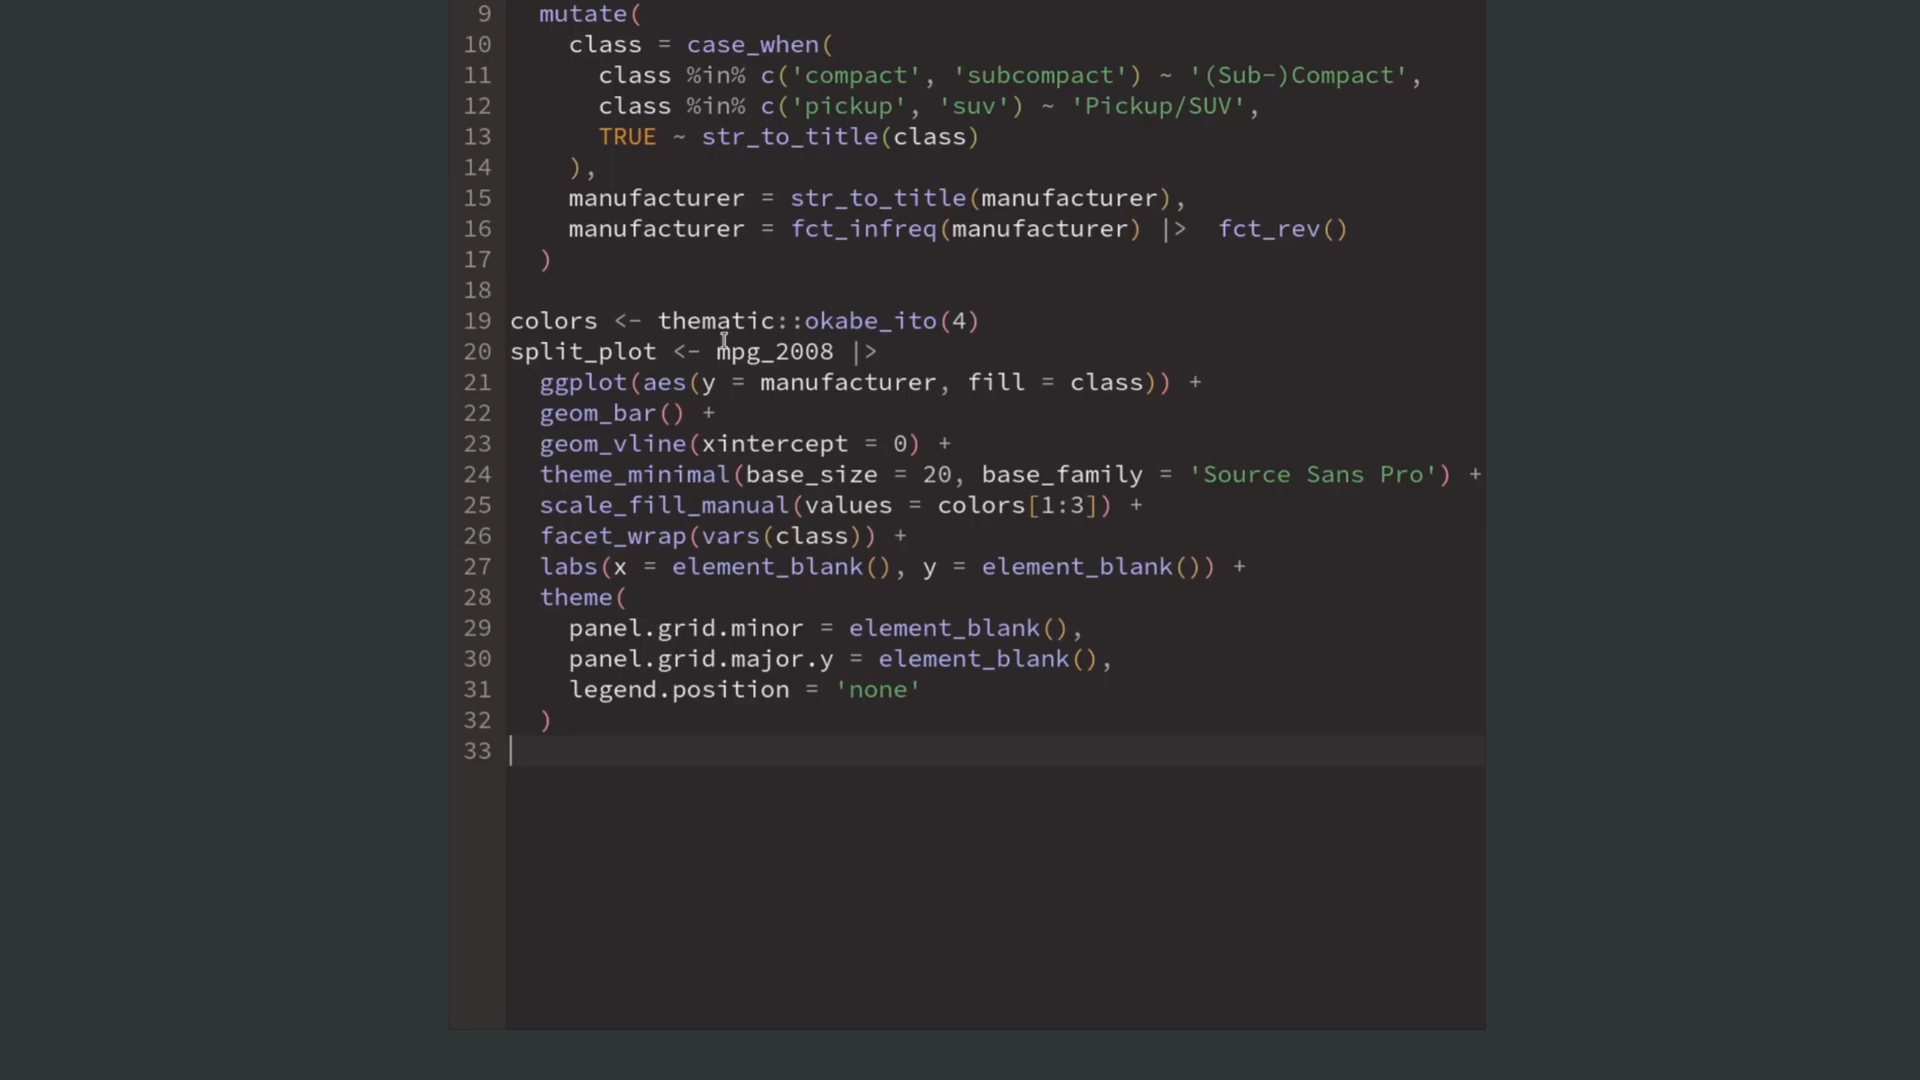 9 mutate(
10 class = case_when(
11 class %in% c('compact', 'subcompact') ~ '(Sub-)Compact',
12 class %in% c('pickup', 'suv') ~ 'Pickup/SUV',
13 TRUE ~ str_to_title(class)
14 ),
15 manufacturer = str_to_title(manufacturer),
16 manufacturer = fct_infreq(manufacturer) |>  fct_rev()
17 )
18
19 colors <- thematic::okabe_ito(4)
20 split_plot <- mpg_2008 |>
21 ggplot(aes(y = manufacturer, fill = class)) +
22 geom_bar() +
23 geom_vline(xintercept = 0) +
24 theme_minimal(base_size = 20, base_family = 'Source Sans Pro') +
25 scale_fill_manual(values = colors[1:3]) +
26 facet_wrap(vars(class)) +
27 labs(x = element_blank(), y = element_blank()) +
28 theme(
29 panel.grid.minor = element_blank(),
30 panel.grid.major.y = element_blank(),
31 legend.position = 'none'
32 )
33